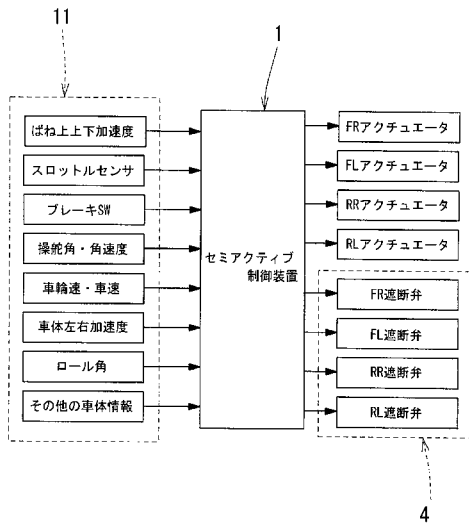 11
1
ばね上上下加速度
スロットルセンサ
ブレーキSW
操舵角・角速度
車輪速・車速
車体左右加速度
ロール角
その他の車体情報
セミアクティブ
制御装置
FRアクチュエータ
FLアクチュエータ
RRアクチュエータ
RLアクチュエータ
FR遮断弁
FL遮断弁
RR遮断弁
RL遮断弁
4